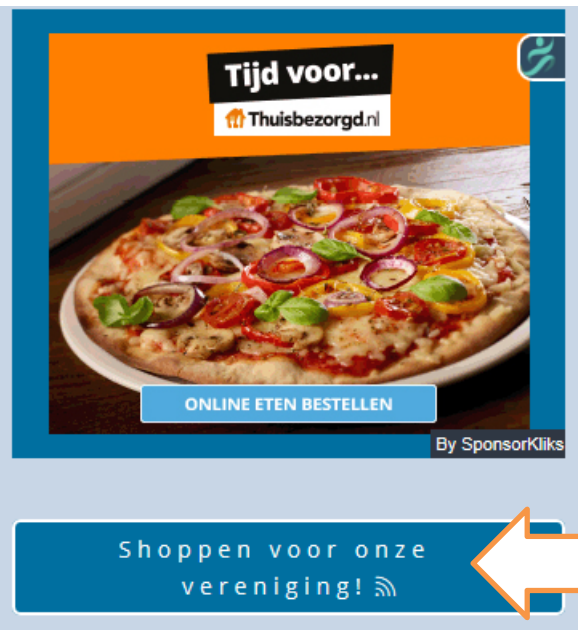 Tijd voor...
Thuisbezorgd.nl
ONLINE ETEN BESTELLEN
By SponsorKliks
Shoppen voor onze
vereniging!